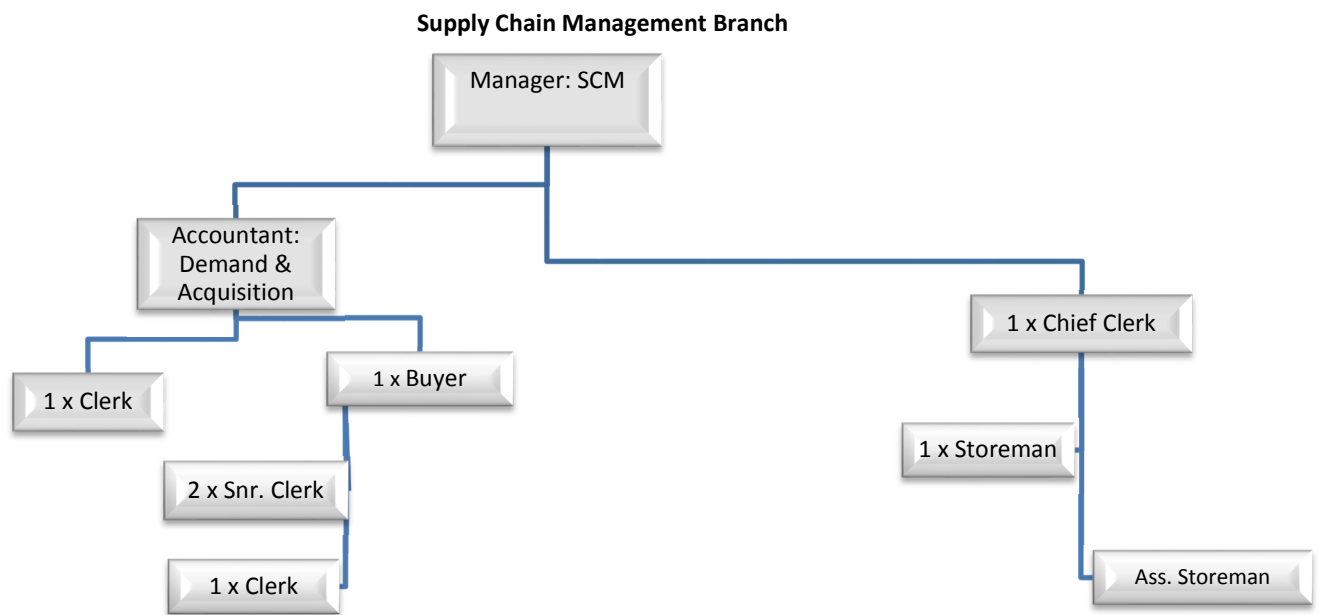 Supply Chain Management Branch
Manager: SCM
Accountant:
Demand &
Acquisition
1 x Chief Clerk
1 x Buyer
1 x Clerk
1 x Storeman
2 x Snr. Clerk
Ass. Storeman
1 x Clerk